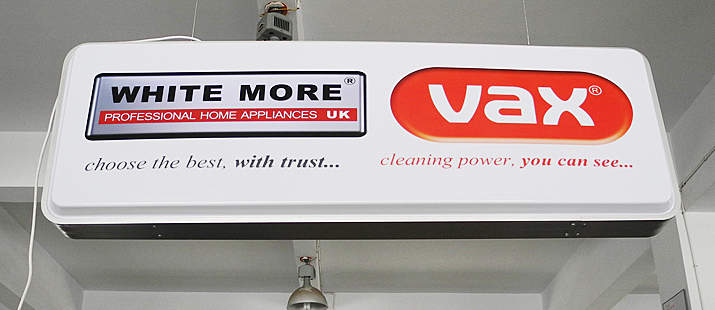 WHITE MORE®
PROFESSIONAL HOME APPLIANCES UK
choose the best, with trust...
vax®
cleaning power, you can see...